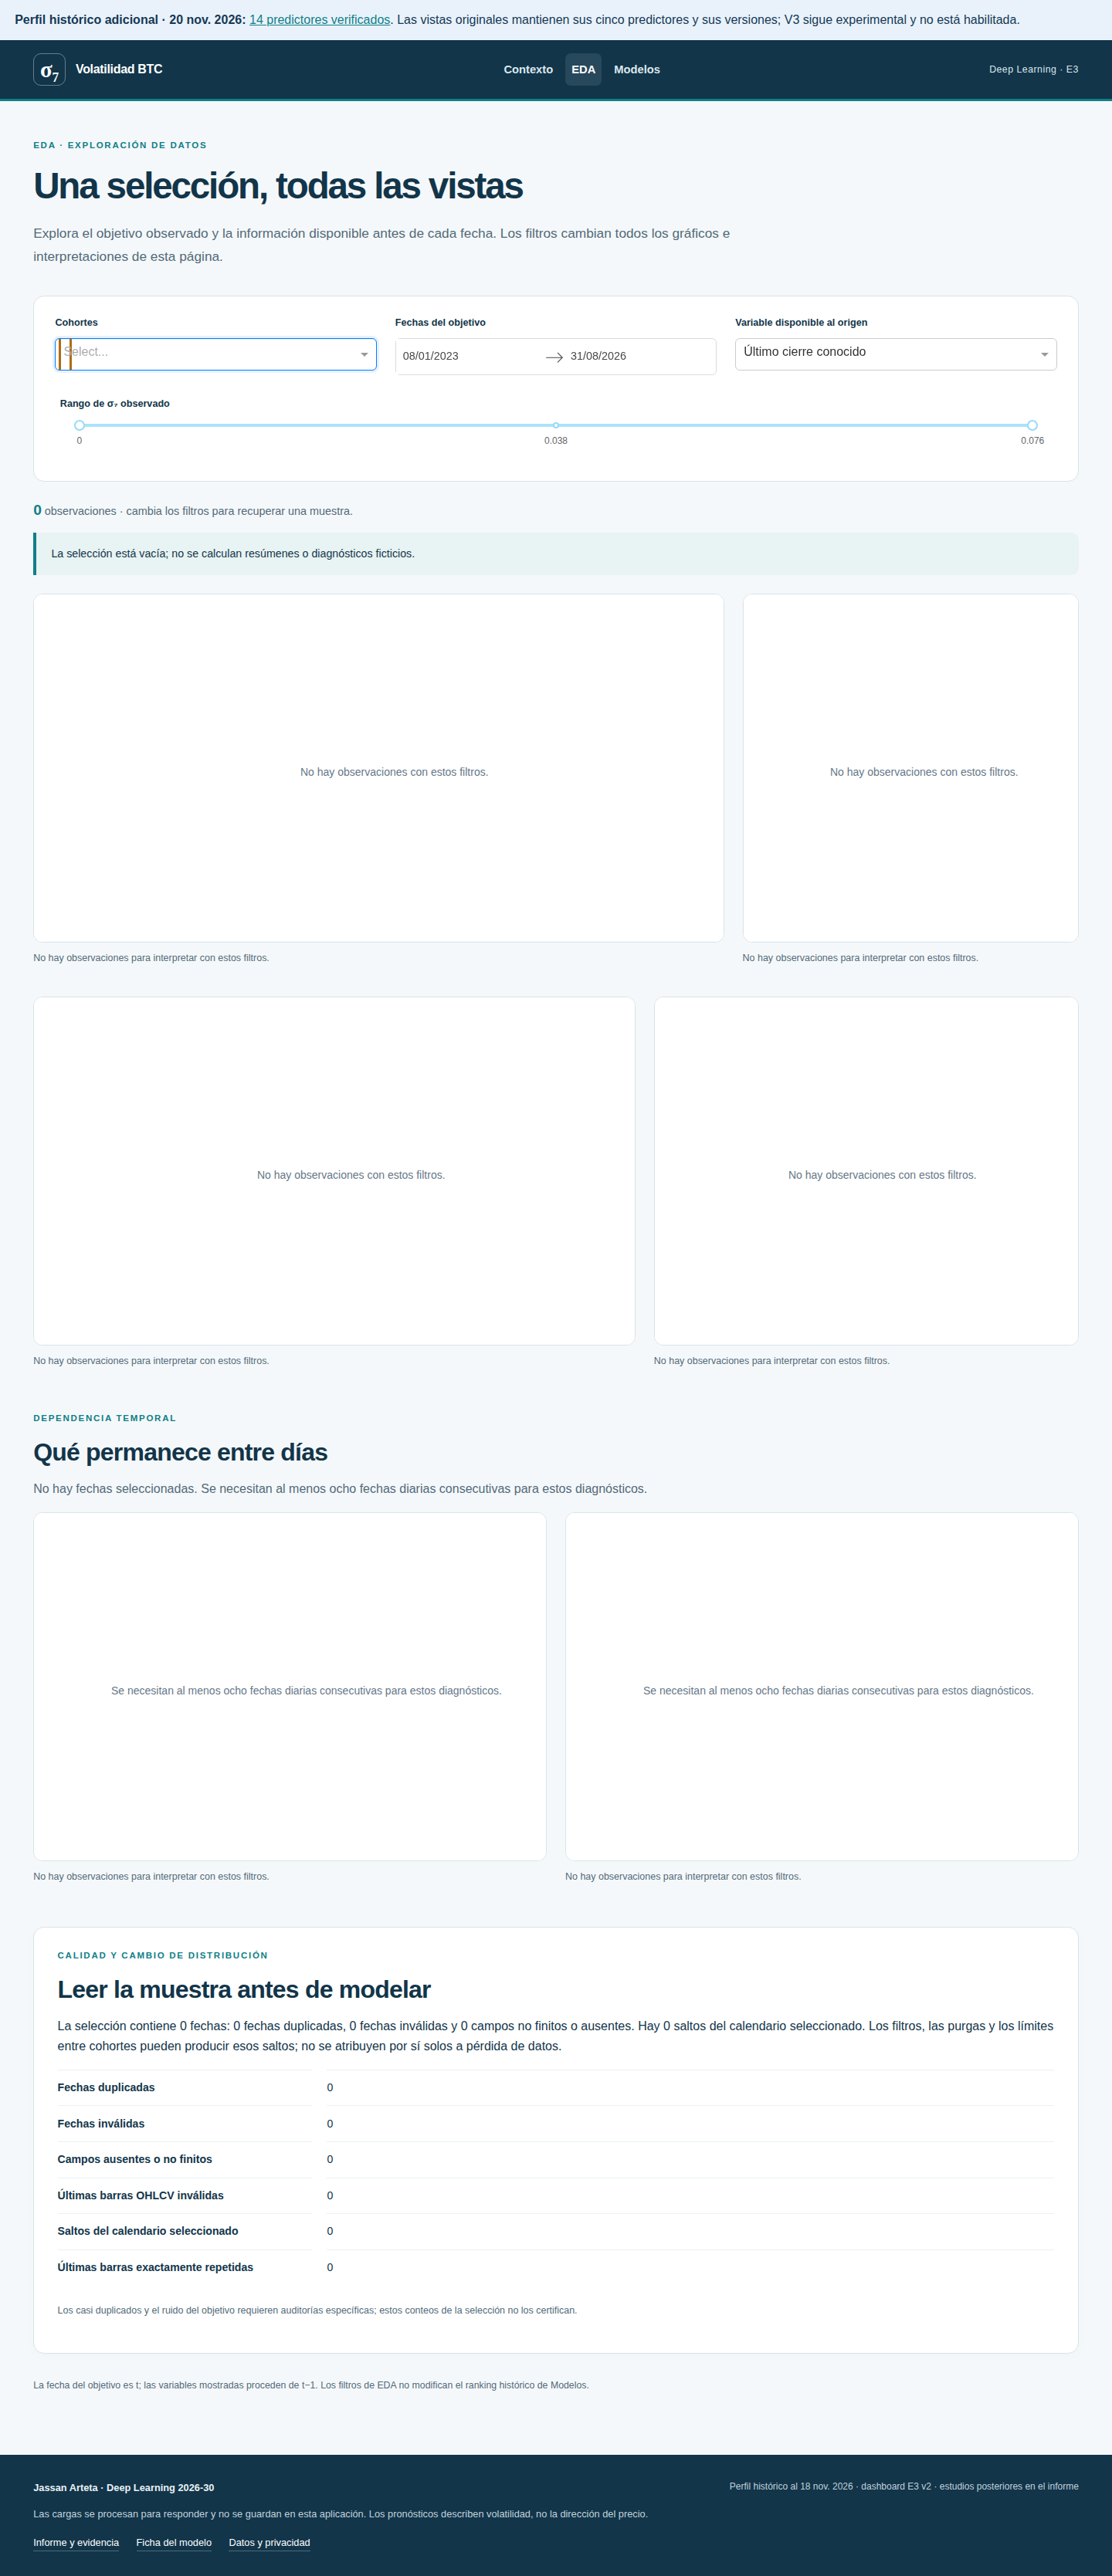 Perfil histórico adicional · 20 nov. 2026: 14 predictores verificados. Las vistas originales mantienen sus cinco predictores y sus versiones; V3 sigue experimental y no está habilitada.
σ7 Volatilidad BTC
Contexto EDA Modelos
Deep Learning · E3
EDA · EXPLORACIÓN DE DATOS
Una selección, todas las vistas
Explora el objetivo observado y la información disponible antes de cada fecha. Los filtros cambian todos los gráficos e
interpretaciones de esta página.
Cohortes Fechas del objetivo Variable disponible al origen
Select... 08/01/2023 31/08/2026 Último cierre conocido
Rango de σ₇ observado
0 0.038 0.076
0 observaciones · cambia los filtros para recuperar una muestra.
La selección está vacía; no se calculan resúmenes o diagnósticos ficticios.
No hay observaciones con estos filtros. No hay observaciones con estos filtros.
No hay observaciones para interpretar con estos filtros. No hay observaciones para interpretar con estos filtros.
No hay observaciones con estos filtros. No hay observaciones con estos filtros.
No hay observaciones para interpretar con estos filtros. No hay observaciones para interpretar con estos filtros.
DEPENDENCIA TEMPORAL
Qué permanece entre días
No hay fechas seleccionadas. Se necesitan al menos ocho fechas diarias consecutivas para estos diagnósticos.
Se necesitan al menos ocho fechas diarias consecutivas para estos diagnósticos. Se necesitan al menos ocho fechas diarias consecutivas para estos diagnósticos.
No hay observaciones para interpretar con estos filtros. No hay observaciones para interpretar con estos filtros.
CALIDAD Y CAMBIO DE DISTRIBUCIÓN
Leer la muestra antes de modelar
La selección contiene 0 fechas: 0 fechas duplicadas, 0 fechas inválidas y 0 campos no finitos o ausentes. Hay 0 saltos del calendario seleccionado. Los filtros, las purgas y los límites
entre cohortes pueden producir esos saltos; no se atribuyen por sí solos a pérdida de datos.
Fechas duplicadas 0
Fechas inválidas 0
Campos ausentes o no finitos 0
Últimas barras OHLCV inválidas 0
Saltos del calendario seleccionado 0
Últimas barras exactamente repetidas 0
Los casi duplicados y el ruido del objetivo requieren auditorías específicas; estos conteos de la selección no los certifican.
La fecha del objetivo es t; las variables mostradas proceden de t−1. Los filtros de EDA no modifican el ranking histórico de Modelos.
Jassan Arteta · Deep Learning 2026-30
Perfil histórico al 18 nov. 2026 · dashboard E3 v2 · estudios posteriores en el informe
Las cargas se procesan para responder y no se guardan en esta aplicación. Los pronósticos describen volatilidad, no la dirección del precio.
Informe y evidencia Ficha del modelo Datos y privacidad